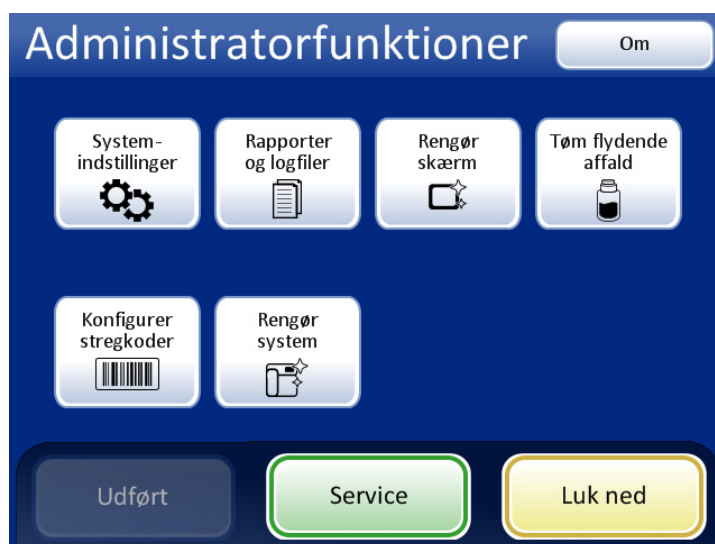 Administratorfunktioner
Om
System-
indstillinger
Rapporter
og logfiler
Rengør
skærm
Tøm flydende
affald
Konfigurer
stregkoder
Rengør
system
Udført
Service
Luk ned